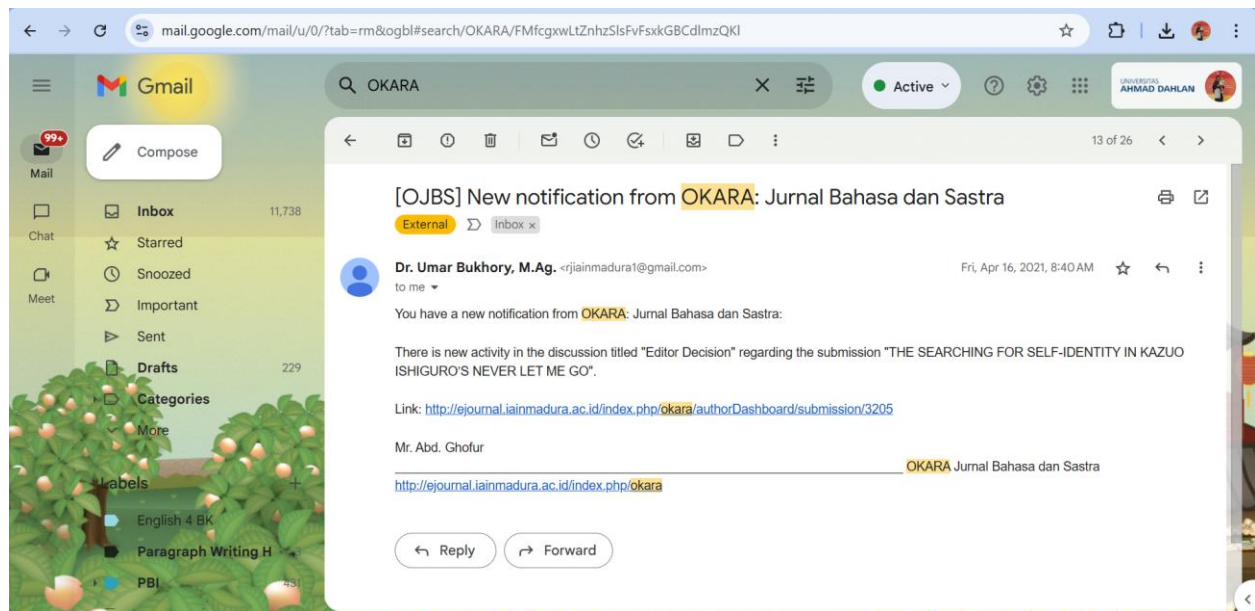 mail.google.com/mail/u/0/?tab=rm&ogbl#search/OKARA/FMfcgxwLtZnhzSlsFvFsxkGBCdlmzQKl
Gmail
OKARA
Active
UNIVERSITAS
AHMAD DAHLAN
99+
Mail
Chat
Meet
Compose
13 of 26
Inbox 11,738
Starred
Snoozed
Important
Sent
Drafts 229
Categories
More
Labels
English 4 BK
Paragraph Writing H
PBI 431
[OJBS] New notification from OKARA: Jurnal Bahasa dan Sastra
External
Inbox x
Dr. Umar Bukhory, M.Ag. <rjiainmadura1@gmail.com>
Fri, Apr 16, 2021, 8:40 AM
to me
You have a new notification from OKARA: Jurnal Bahasa dan Sastra:
There is new activity in the discussion titled "Editor Decision" regarding the submission "THE SEARCHING FOR SELF-IDENTITY IN KAZUO
ISHIGURO'S NEVER LET ME GO".
Link: http://ejournal.iainmadura.ac.id/index.php/okara/authorDashboard/submission/3205
Mr. Abd. Ghofur
OKARA Jurnal Bahasa dan Sastra
http://ejournal.iainmadura.ac.id/index.php/okara
Reply
Forward